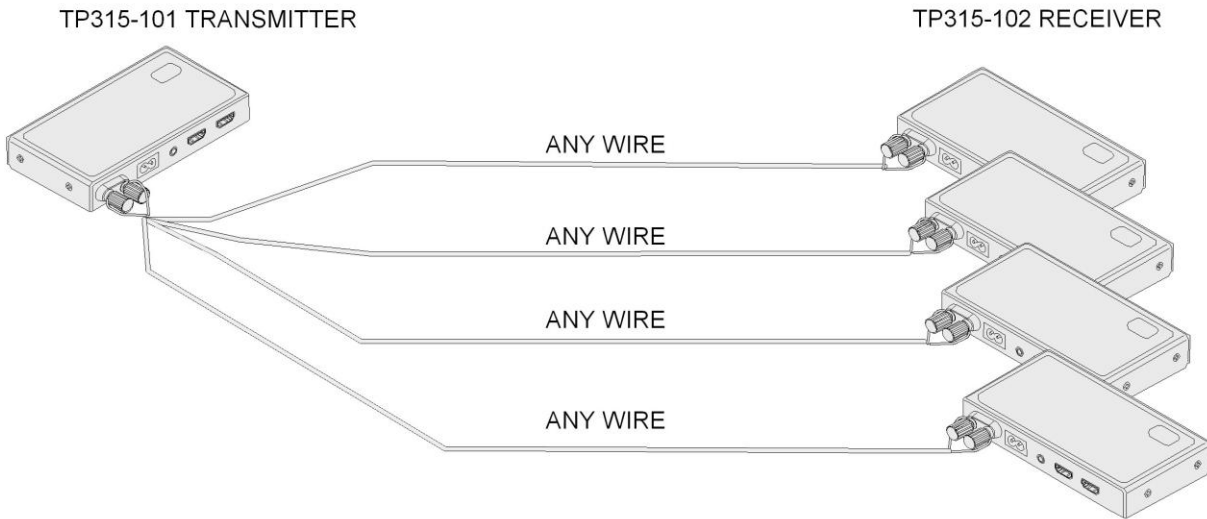 TP315-101 TRANSMITTER
TP315-102 RECEIVER
ANY WIRE
ANY WIRE
ANY WIRE
ANY WIRE